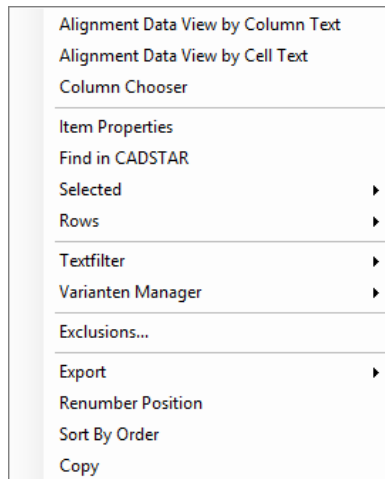 Alignment Data View by Column Text
Alignment Data View by Cell Text
Column Chooser
Item Properties
Find in CADSTAR
Selected
Rows
Textfilter
Varianten Manager
Exclusions...
Export
Renumber Position
Sort By Order
Copy